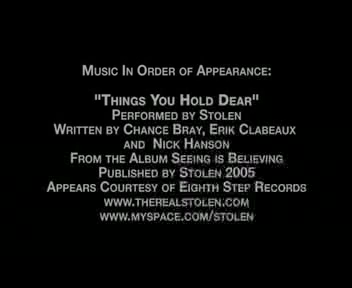 Music In Order of Appearance:
"Things You Hold Dear"
Performed by Stolen
Written by Chance Bray, Erik Clabeaux
and Nick Hanson
From the Album Seeing is Believing
Published by Stolen 2005
Appears Courtesy of Eighth Step Records
www.therealstolen.com
www.myspace.com/stolen